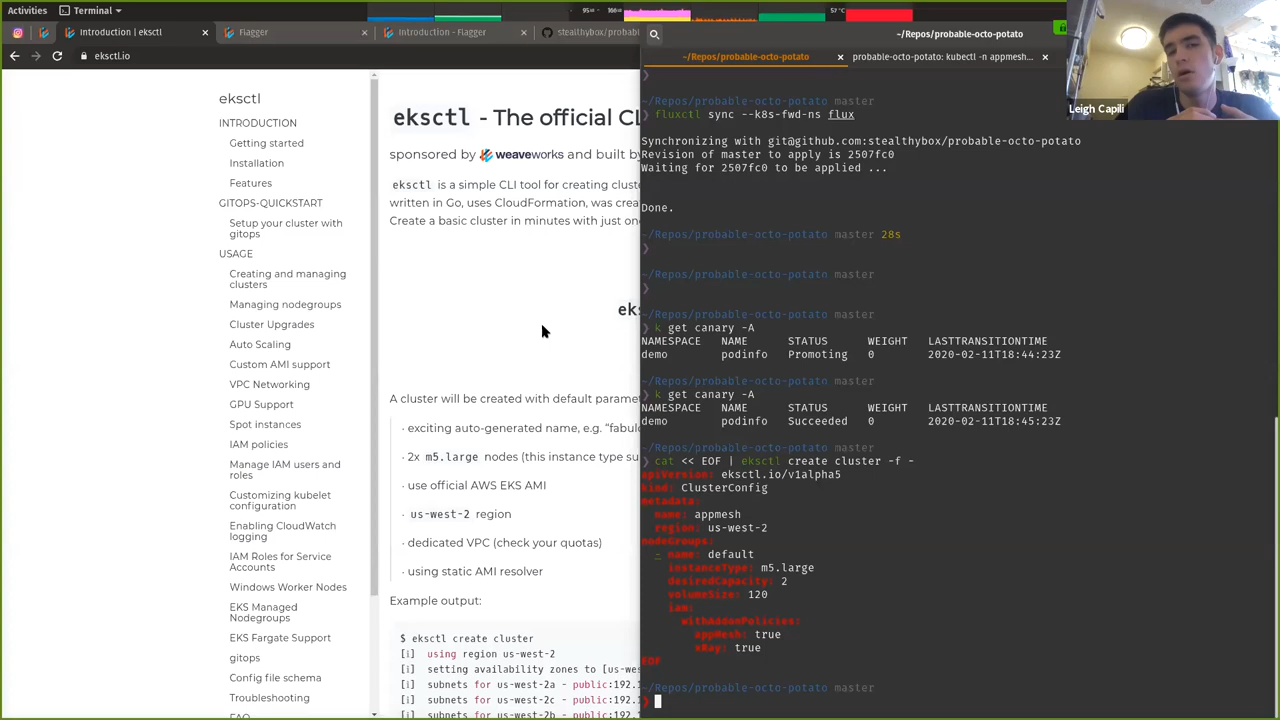 Activities
Terminal
57 °C
Introduction | eksctl
Flagger
Introduction - Flagger
stealthybox/probabl
eksctl.io
eksctl
INTRODUCTION
Getting started
Installation
Features
GITOPS-QUICKSTART
Setup your cluster with
gitops
USAGE
Creating and managing
clusters
Managing nodegroups
Cluster Upgrades
Auto Scaling
Custom AMI support
VPC Networking
GPU Support
Spot instances
IAM policies
Manage IAM users and
roles
Customizing kubelet
configuration
Enabling CloudWatch
logging
IAM Roles for Service
Accounts
Windows Worker Nodes
EKS Managed
Nodegroups
EKS Fargate Support
gitops
Config file schema
Troubleshooting
FAQ
eksctl - The official CL
sponsored by weaveworks and built by
eksctl is a simple CLI tool for creating cluste
written in Go, uses CloudFormation, was crea
Create a basic cluster in minutes with just one
eks
A cluster will be created with default parame
· exciting auto-generated name, e.g. “fabulo
· 2x m5.large nodes (this instance type su
· use official AWS EKS AMI
· us-west-2 region
· dedicated VPC (check your quotas)
· using static AMI resolver
Example output:
$ eksctl create cluster
[i] using region us-west-2
[i] setting availability zones to [us-we
[i] subnets for us-west-2a - public:192.1
[i] subnets for us-west-2c - public:192.1
[i] subnets for us-west-2b - public:192.1
~/Repos/probable-octo-potato
~/Repos/probable-octo-potato
probable-octo-potato: kubectl -n appmesh...
Leigh Capili
❯
~/Repos/probable-octo-potato master
❯ fluxctl sync --k8s-fwd-ns flux
Synchronizing with git@github.com:stealthybox/probable-octo-potato
Revision of master to apply is 2507fc0
Waiting for 2507fc0 to be applied ...
Done.
~/Repos/probable-octo-potato master 28s
❯
~/Repos/probable-octo-potato master
❯
~/Repos/probable-octo-potato master
❯ k get canary -A
NAMESPACE NAME STATUS WEIGHT LASTTRANSITIONTIME
demo podinfo Promoting 0 2020-02-11T18:44:23Z
~/Repos/probable-octo-potato master
❯ k get canary -A
NAMESPACE NAME STATUS WEIGHT LASTTRANSITIONTIME
demo podinfo Succeeded 0 2020-02-11T18:45:23Z
~/Repos/probable-octo-potato master
❯ cat << EOF | eksctl create cluster -f -
apiVersion: eksctl.io/v1alpha5
kind: ClusterConfig
metadata:
name: appmesh
region: us-west-2
nodeGroups:
- name: default
instanceType: m5.large
desiredCapacity: 2
volumeSize: 120
iam:
withAddonPolicies:
appMesh: true
xRay: true
EOF
~/Repos/probable-octo-potato master
❯